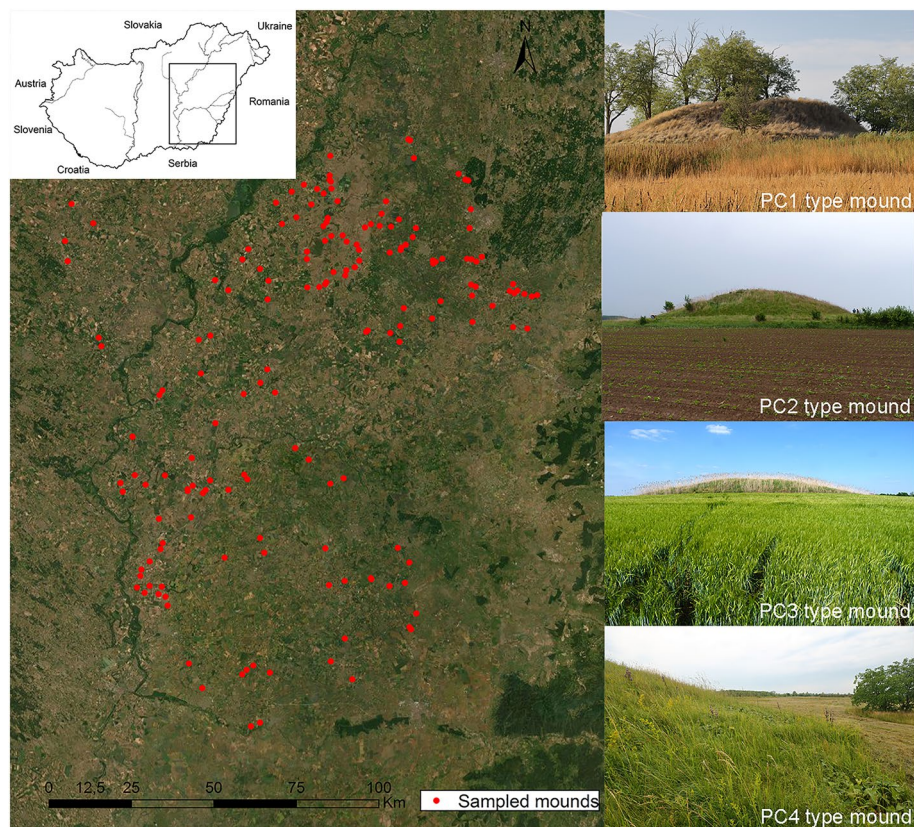 Slovakia
Ukraine
Austria
Romania
Slovenia
Serbia
Croatia
N
PC1 type mound
PC2 type mound
PC3 type mound
PC4 type mound
0 12,5 25 50 75 100
Km
Sampled mounds